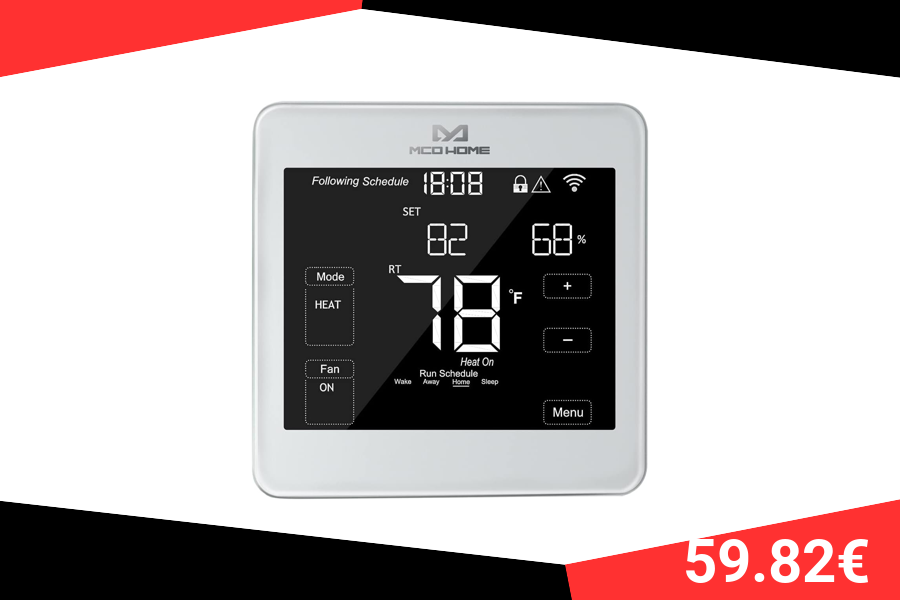 MCO HOME
Following Schedule 18:08
SET
82 68 %
RT
78 °F
Mode
HEAT
+
−
Heat On
Run Schedule
Wake Away Home Sleep
Fan
ON
Menu
59.82€